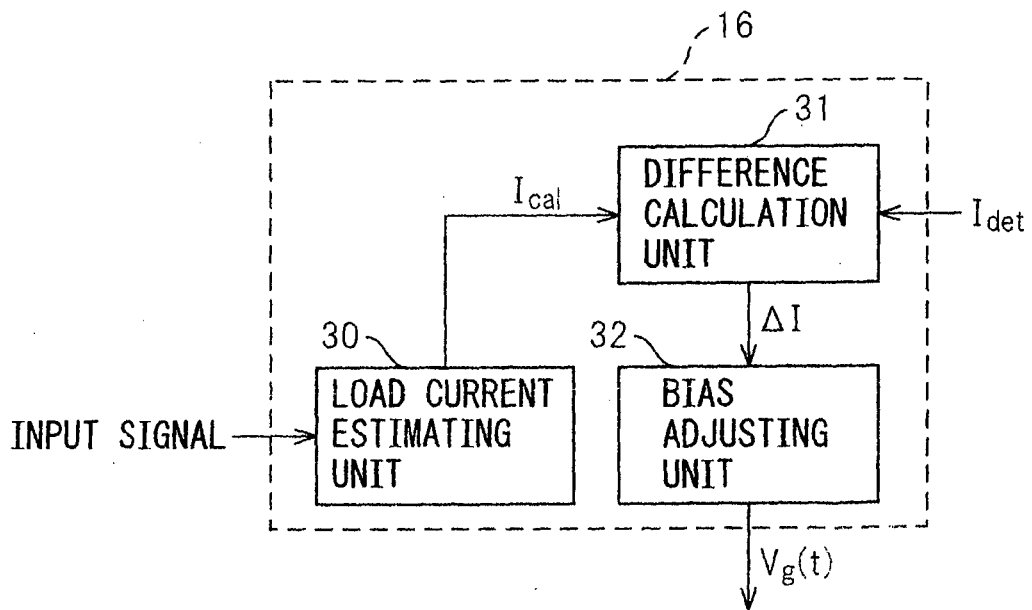 16
31
DIFFERENCE
CALCULATION
UNIT
I_cal
I_det
ΔI
30
32
LOAD CURRENT
ESTIMATING
UNIT
BIAS
ADJUSTING
UNIT
INPUT SIGNAL
V_g(t)